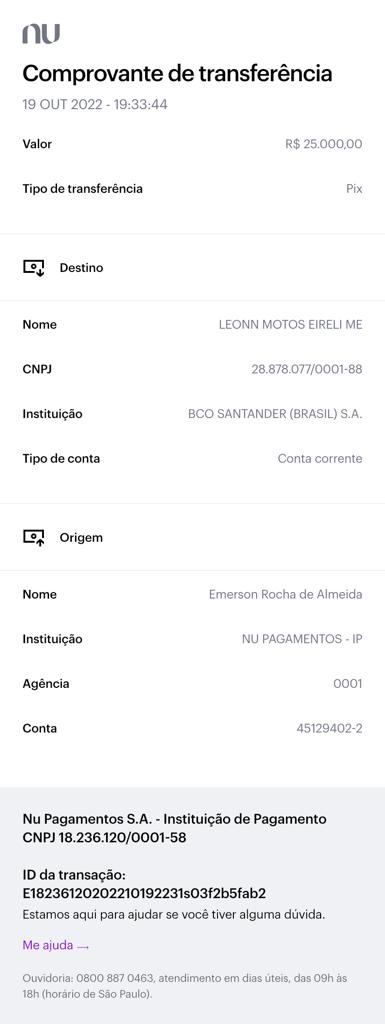 nu
Comprovante de transferência
19 OUT 2022 - 19:33:44
Valor R$ 25.000,00
Tipo de transferência Pix
Destino
Nome LEONN MOTOS EIRELI ME
CNPJ 28.878.077/0001-88
Instituição BCO SANTANDER (BRASIL) S.A.
Tipo de conta Conta corrente
Origem
Nome Emerson Rocha de Almeida
Instituição NU PAGAMENTOS - IP
Agência 0001
Conta 45129402-2
Nu Pagamentos S.A. - Instituição de Pagamento
CNPJ 18.236.120/0001-58
ID da transação:
E18236120202210192231s03f2b5fab2
Estamos aqui para ajudar se você tiver alguma dúvida.
Me ajuda →
Ouvidoria: 0800 887 0463, atendimento em dias úteis, das 09h às
18h (horário de São Paulo).